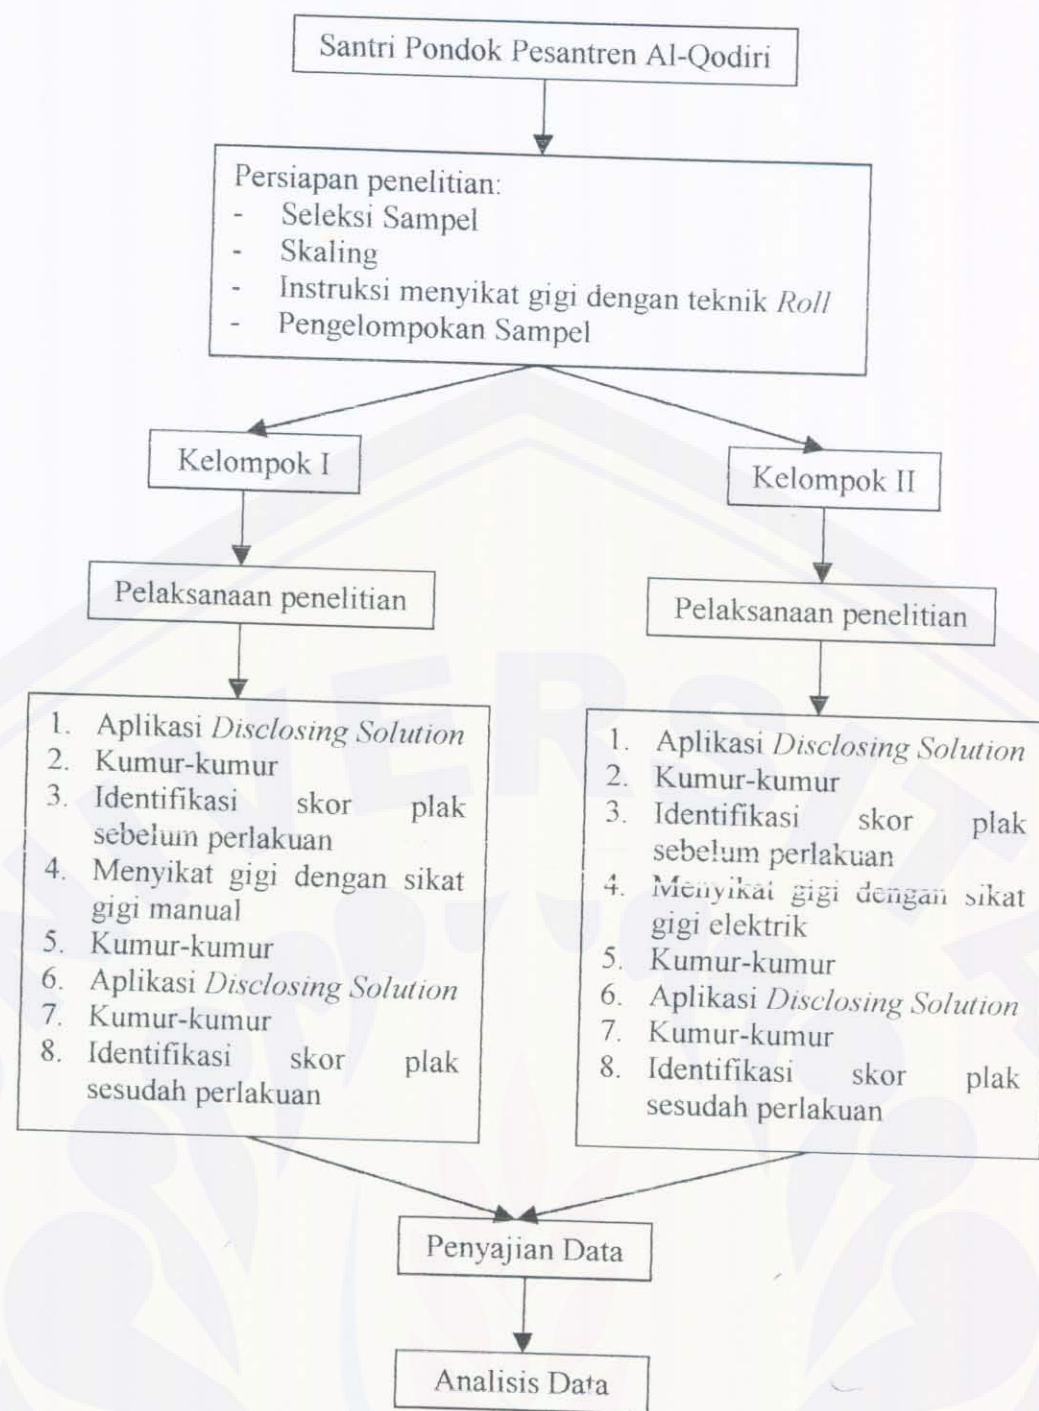 Santri Pondok Pesantren Al-Qodiri
Persiapan penelitian:
- Seleksi Sampel
- Skaling
- Instruksi menyikat gigi dengan teknik Roll
- Pengelompokan Sampel
Kelompok I
Pelaksanaan penelitian
1. Aplikasi Disclosing Solution
2. Kumur-kumur
3. Identifikasi skor plak
sebelum perlakuan
4. Menyikat gigi dengan sikat
gigi manual
5. Kumur-kumur
6. Aplikasi Disclosing Solution
7. Kumur-kumur
8. Identifikasi skor plak
sesudah perlakuan
Kelompok II
Pelaksanaan penelitian
1. Aplikasi Disclosing Solution
2. Kumur-kumur
3. Identifikasi skor plak
sebelum perlakuan
4. Menyikat gigi dengan sikat
gigi elektrik
5. Kumur-kumur
6. Aplikasi Disclosing Solution
7. Kumur-kumur
8. Identifikasi skor plak
sesudah perlakuan
Penyajian Data
Analisis Data
UNIVERSITA